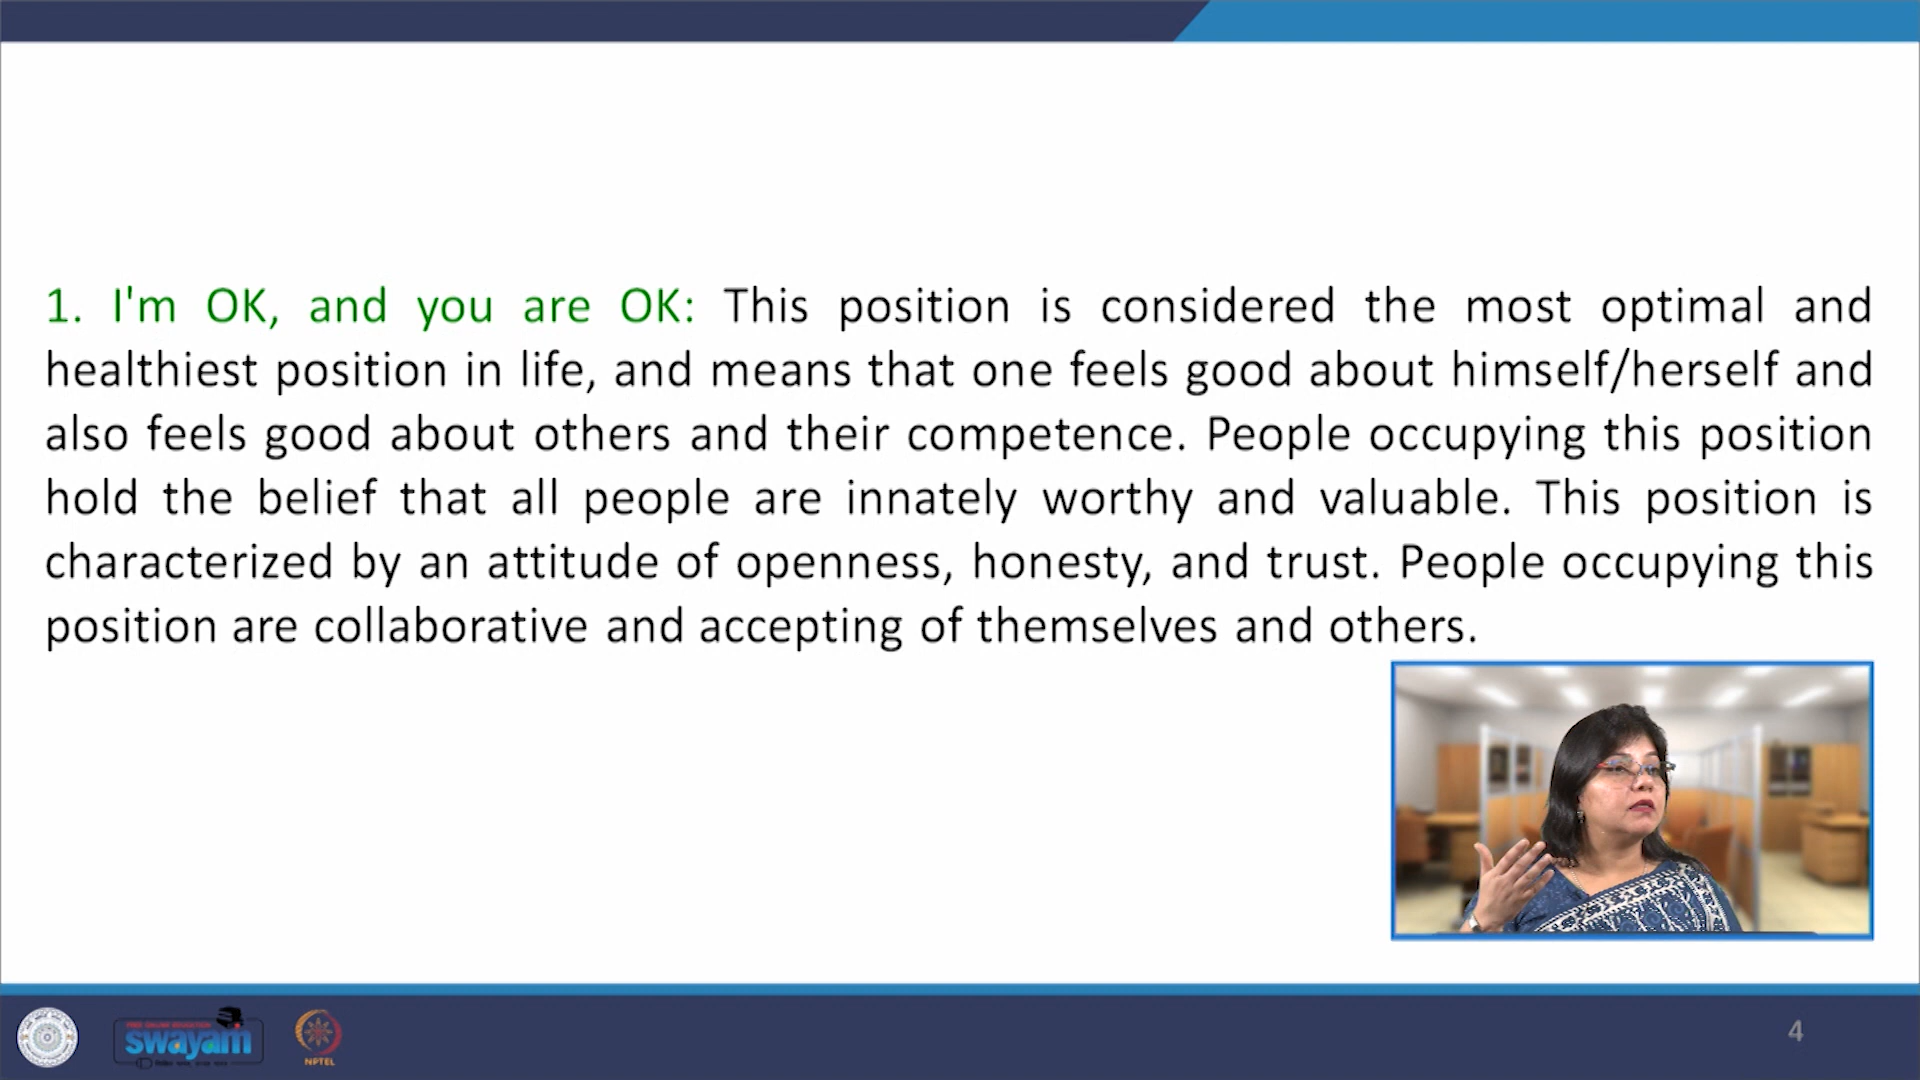 1. I'm OK, and you are OK: This position is considered the most optimal and
healthiest position in life, and means that one feels good about himself/herself and
also feels good about others and their competence. People occupying this position
hold the belief that all people are innately worthy and valuable. This position is
characterized by an attitude of openness, honesty, and trust. People occupying this
position are collaborative and accepting of themselves and others.
FREE ONLINE EDUCATION
swayam
NPTEL
4